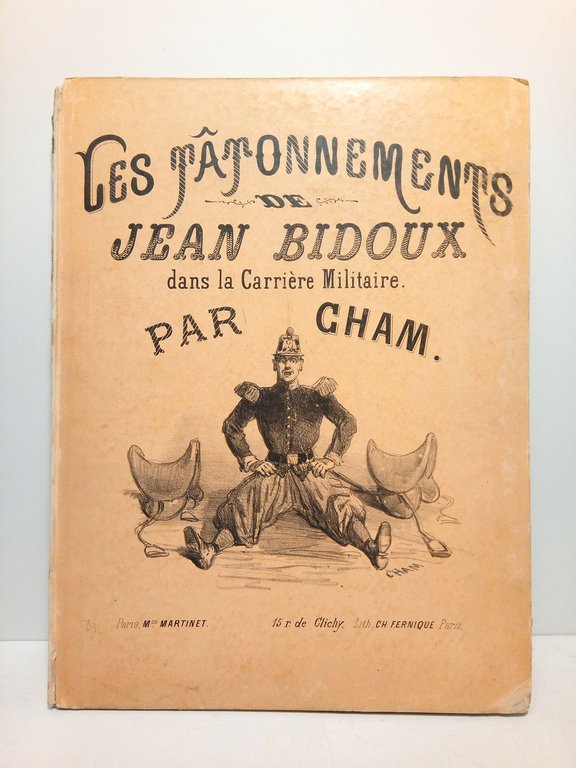 LES TÂTONNEMENTS
DE
JEAN BIDOUX
dans la Carrière Militaire.
PAR CHAM.
CHAM
Paris, Mon MARTINET. 15 r de Clichy. Lith. CH FERNIQUE Paris.